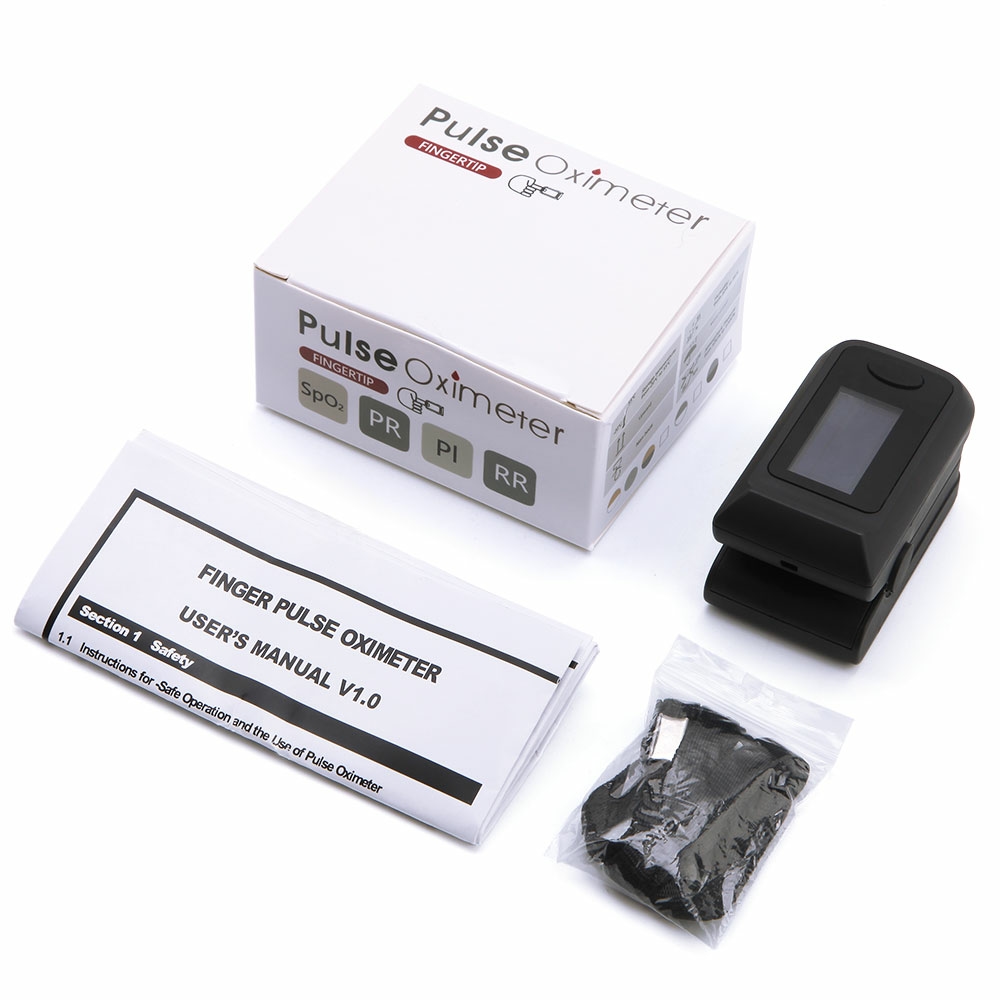 Pulse Oximeter
FINGERTIP
Pulse Oximeter
FINGERTIP
SpO₂
PR
PI
RR
FINGER PULSE OXIMETER
USER'S MANUAL V1.0
Section 1 Safety
1.1 Instructions for -Safe Operation and the Use of Pulse Oximeter